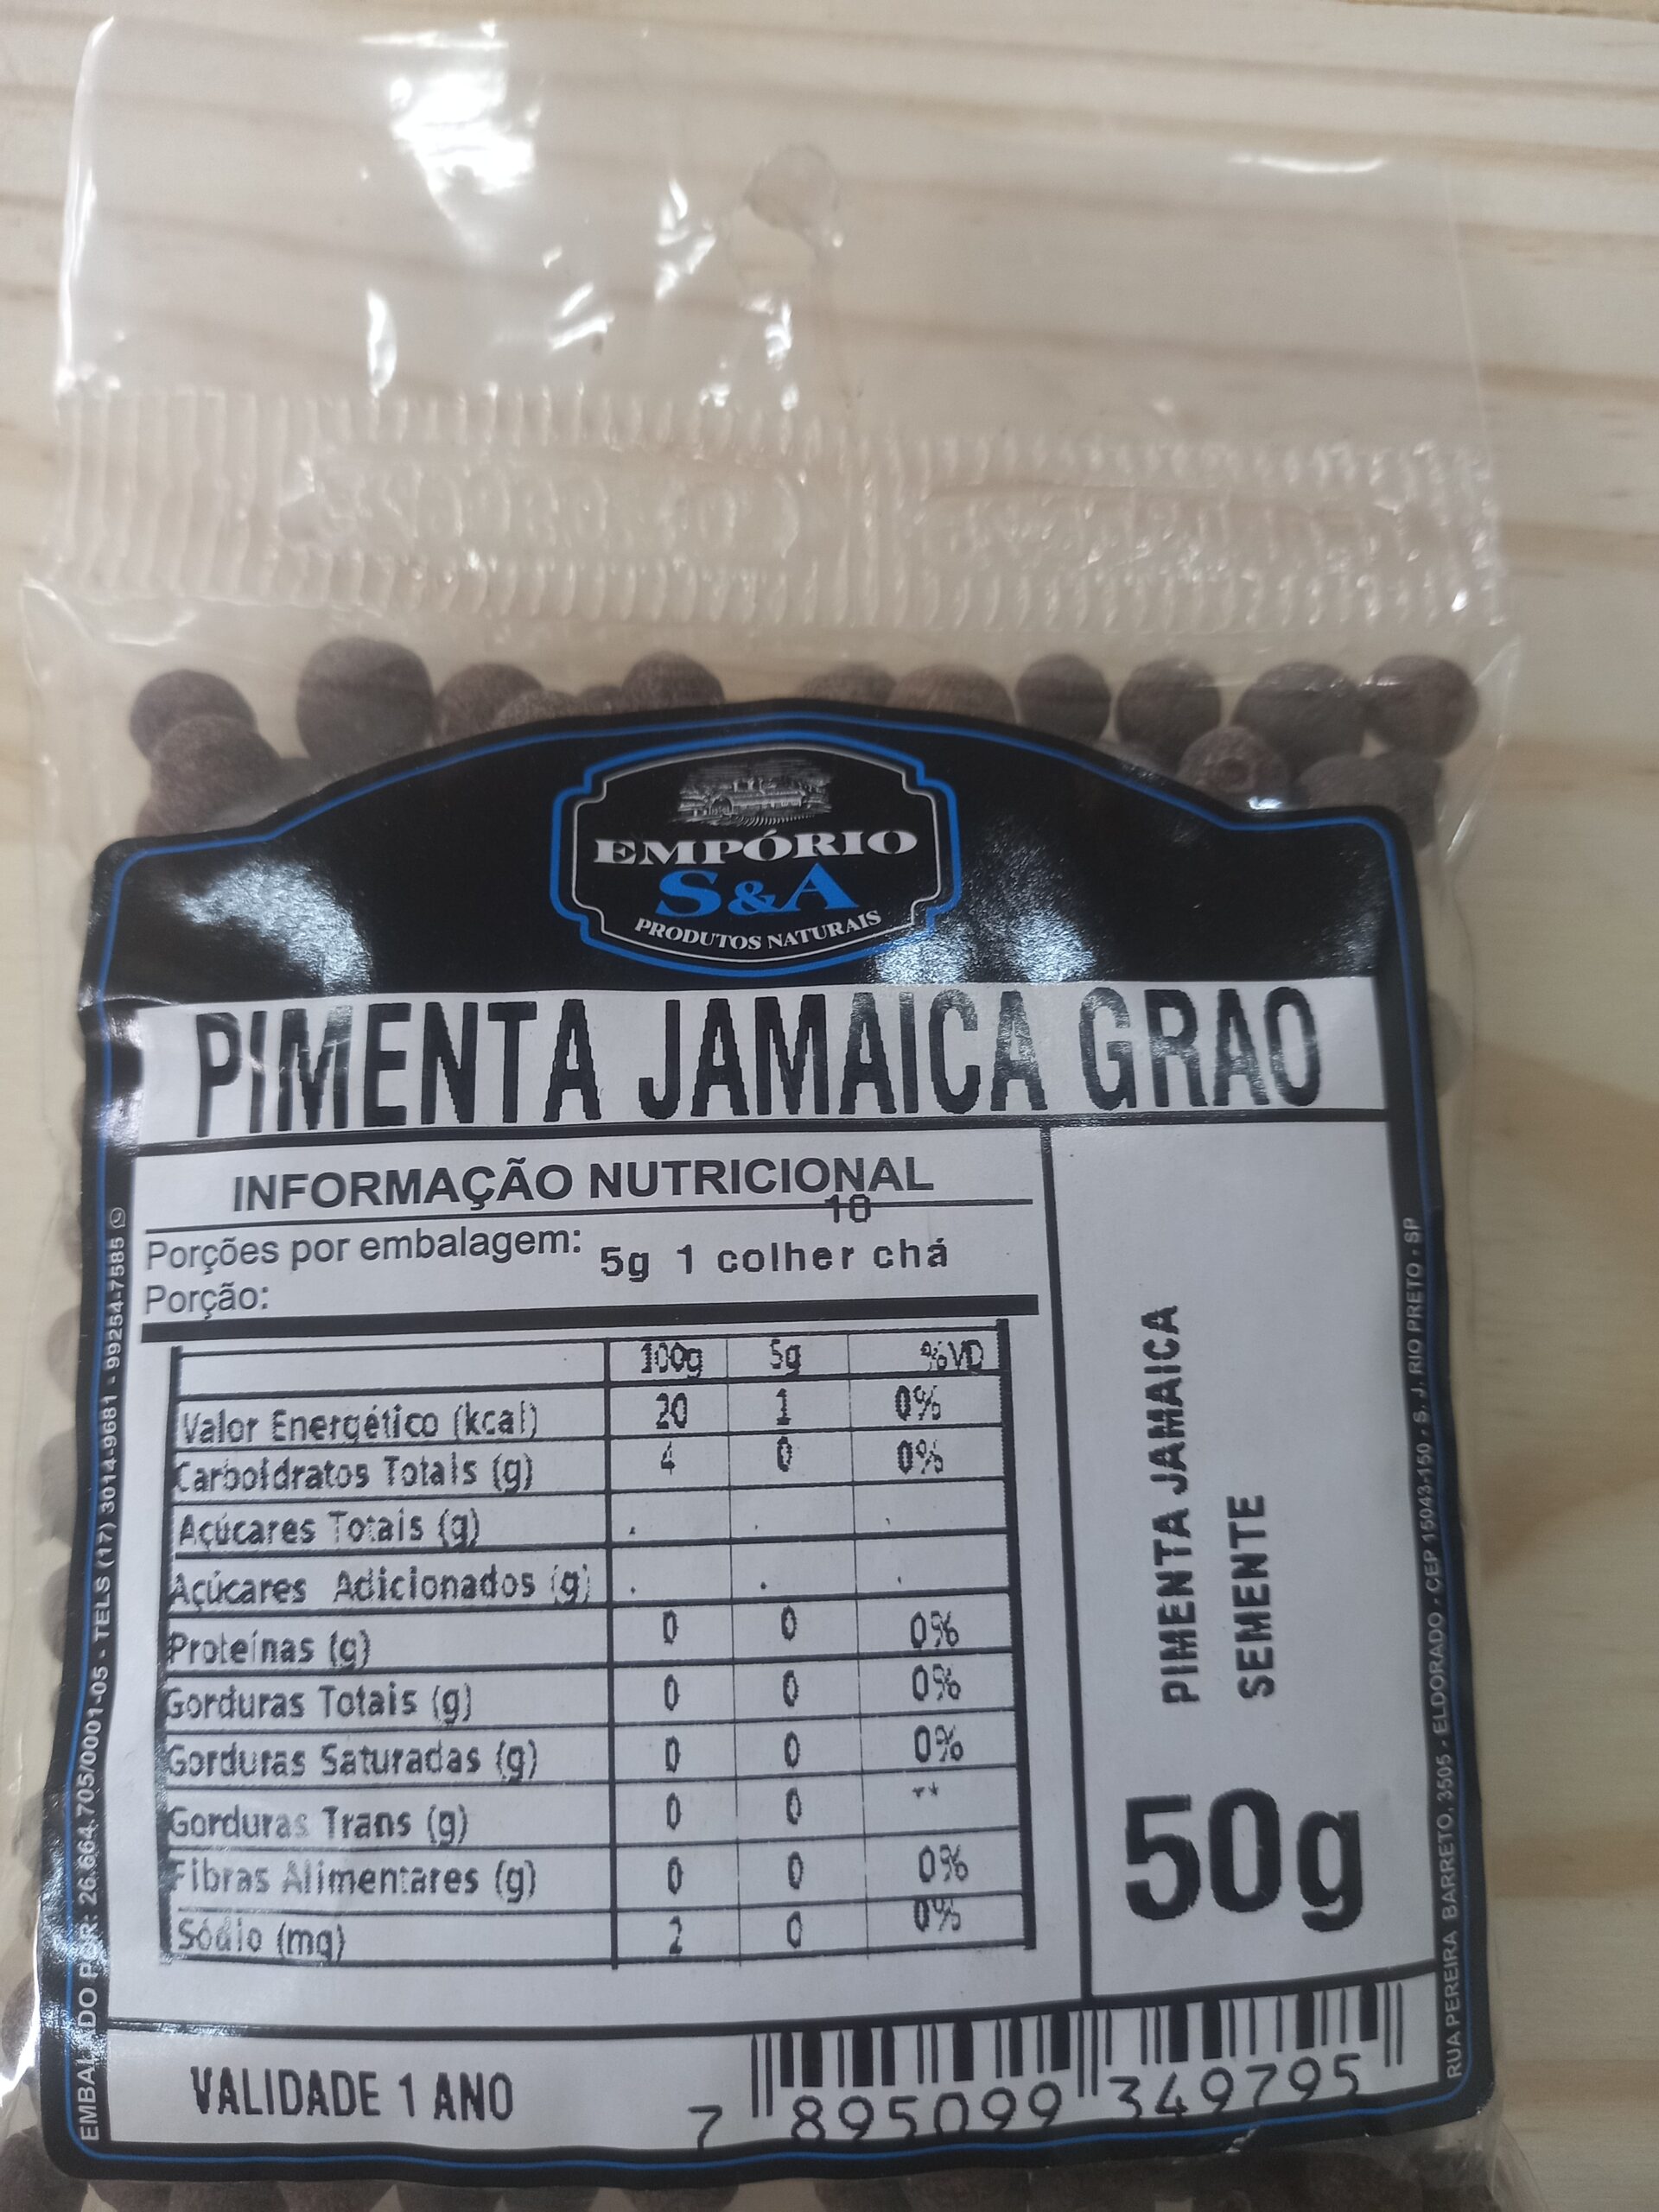 EMPÓRIO
S&A
PRODUTOS NATURAIS
PIMENTA JAMAICA GRAO
INFORMAÇÃO NUTRICIONAL
Porções por embalagem: 10
Porção: 5g 1 colher chá
100g 5g %VD
Valor Energético (kcal) 20 1 0%
Carboidratos Totais (g) 4 0 0%
Açúcares Totais (g) . .
Açúcares Adicionados (g) . . .
Proteínas (g) 0 0 0%
Gorduras Totais (g) 0 0 0%
Gorduras Saturadas (g) 0 0 0%
Gorduras Trans (g) 0 0 **
Fibras Alimentares (g) 0 0 0%
Sódio (mg) 2 0 0%
PIMENTA JAMAICA
SEMENTE
50g
VALIDADE 1 ANO
7 895099 349795
EMBALADO POR: 26.664.705/0001-05 - TELS (17) 3014-9681 - 99254-7585
RUA PEREIRA BARRETO, 3505 - ELDORADO - CEP 15043-150 - S. J. RIO PRETO - SP